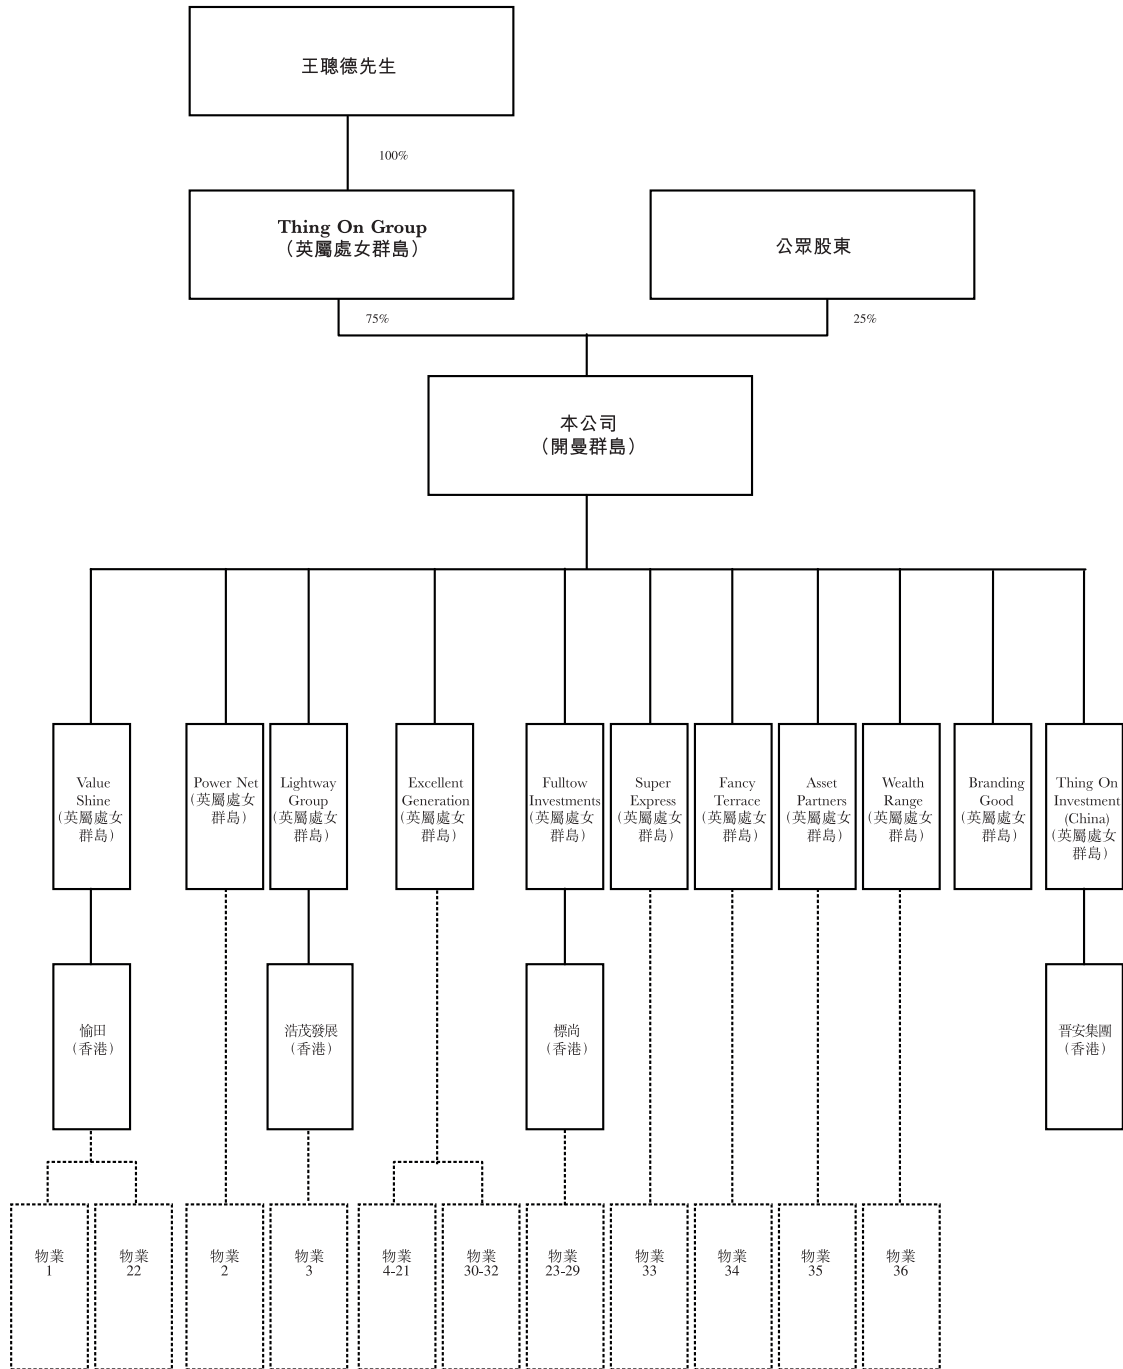 王聰德先生
100%
Thing On Group
（英屬處女群島）
公眾股東
75%
25%
本公司
（開曼群島）
Value
Shine
（英屬處女
群島）
Power Net
（英屬處女
群島）
Lightway
Group
（英屬處女
群島）
Excellent
Generation
（英屬處女
群島）
Fulltow
Investments
（英屬處女
群島）
Super
Express
（英屬處女
群島）
Fancy
Terrace
（英屬處女
群島）
Asset
Partners
（英屬處女
群島）
Wealth
Range
（英屬處女
群島）
Branding
Good
（英屬處女
群島）
Thing On
Investment
(China)
（英屬處女
群島）
愉田
（香港）
浩茂發展
（香港）
標尚
（香港）
晋安集團
（香港）
物業
1
物業
22
物業
2
物業
3
物業
4-21
物業
30-32
物業
23-29
物業
33
物業
34
物業
35
物業
36